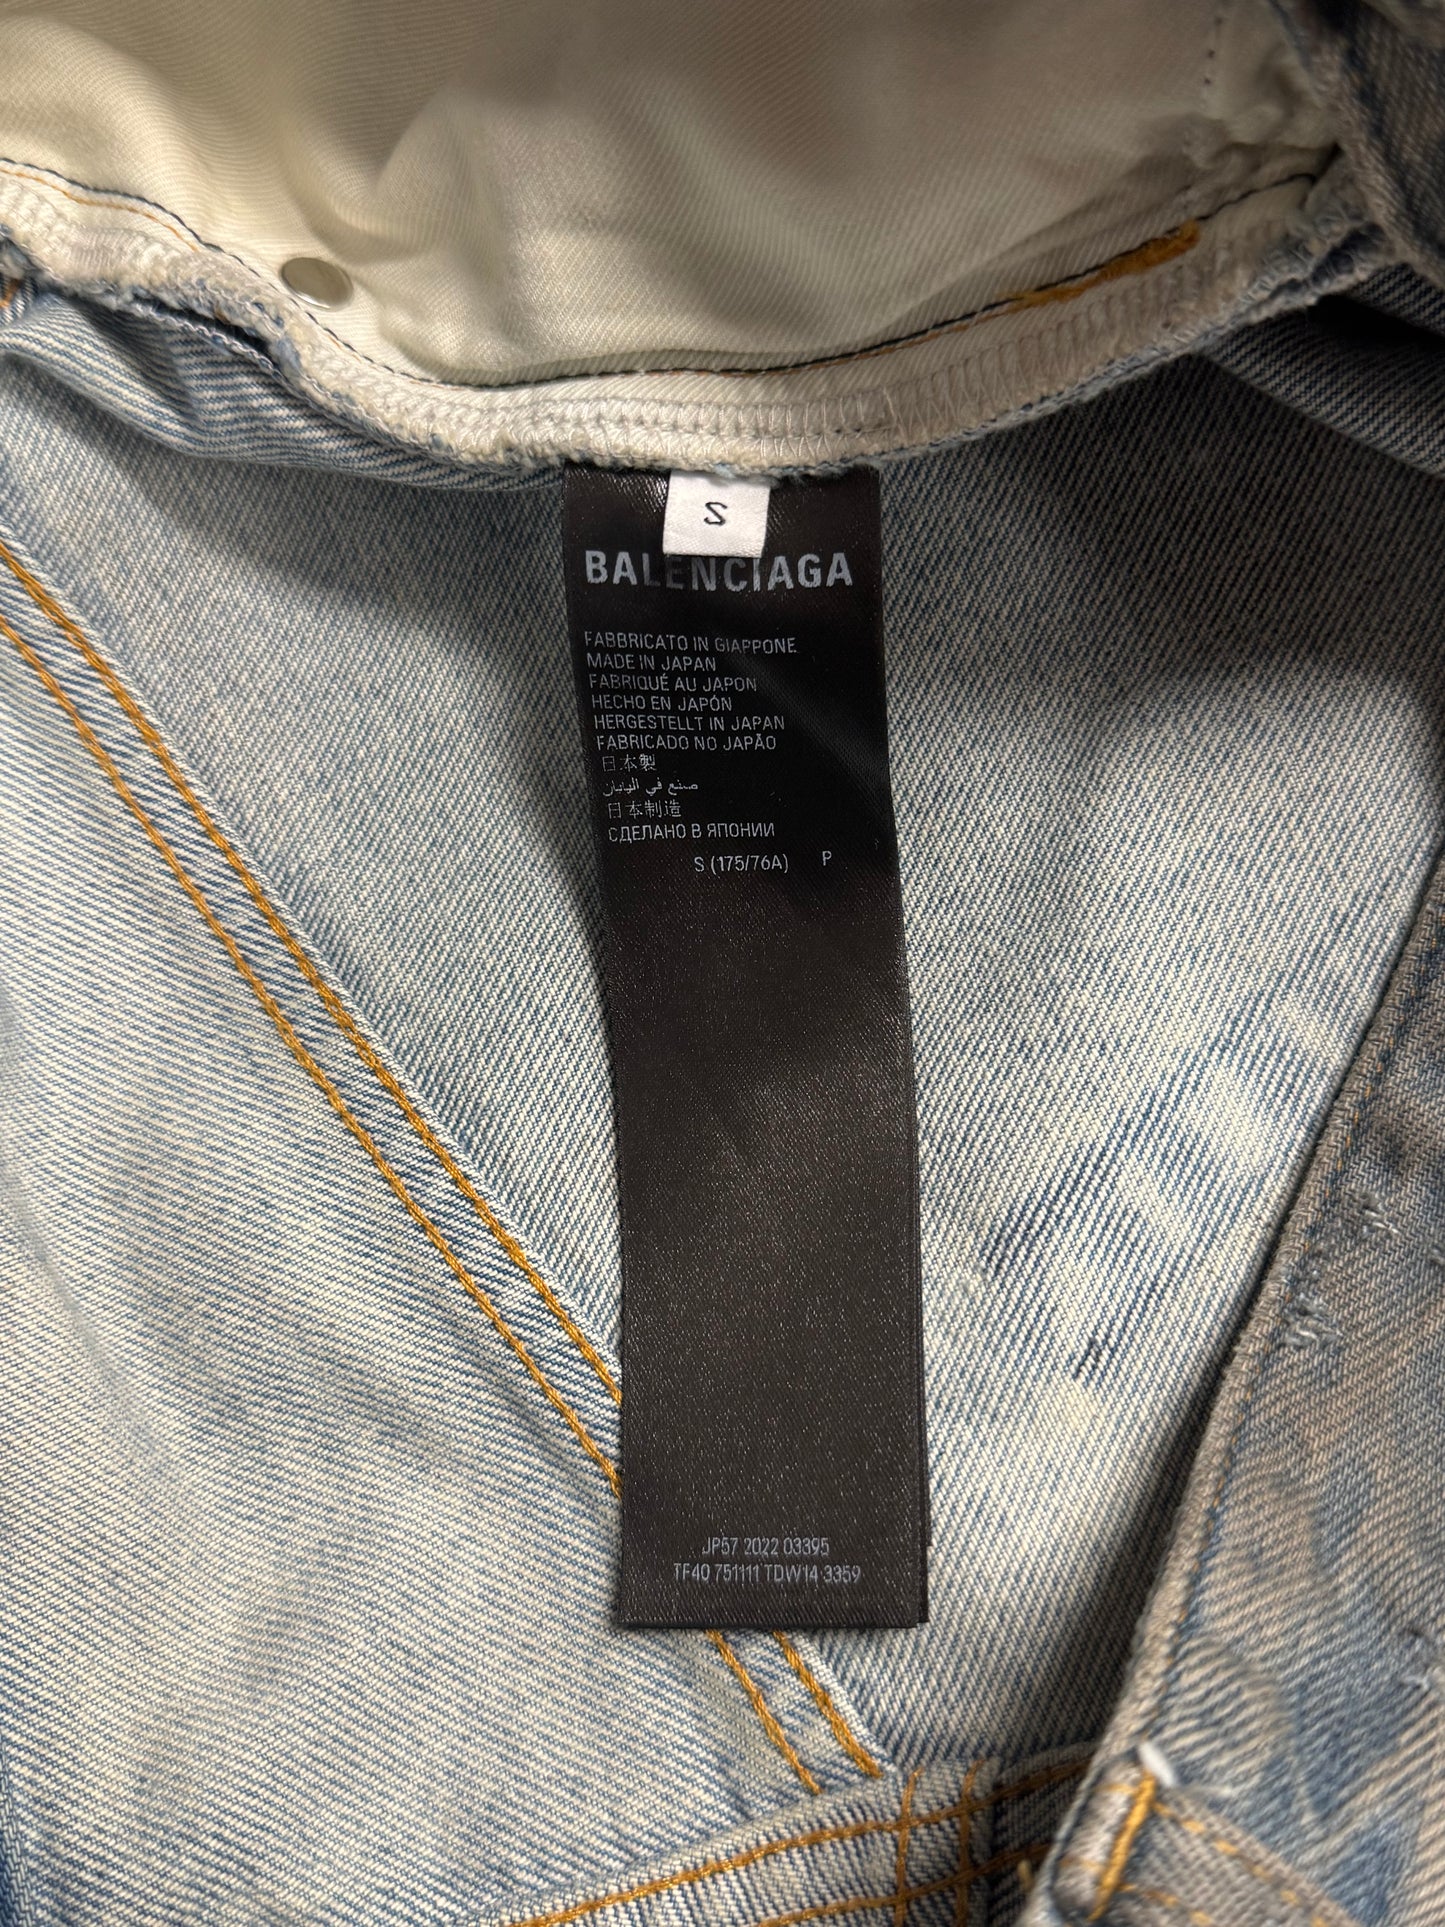 S
BALENCIAGA
FABBRICATO IN GIAPPONE
MADE IN JAPAN
FABRIQUÉ AU JAPON
HECHO EN JAPÓN
HERGESTELLT IN JAPAN
FABRICADO NO JAPÃO
日本製
صنع في اليابان
日本制造
СДЕЛАНО В ЯПОНИИ
S (175/76A) P
JP57 2022 03395
TF40 751111 TDW14 3359